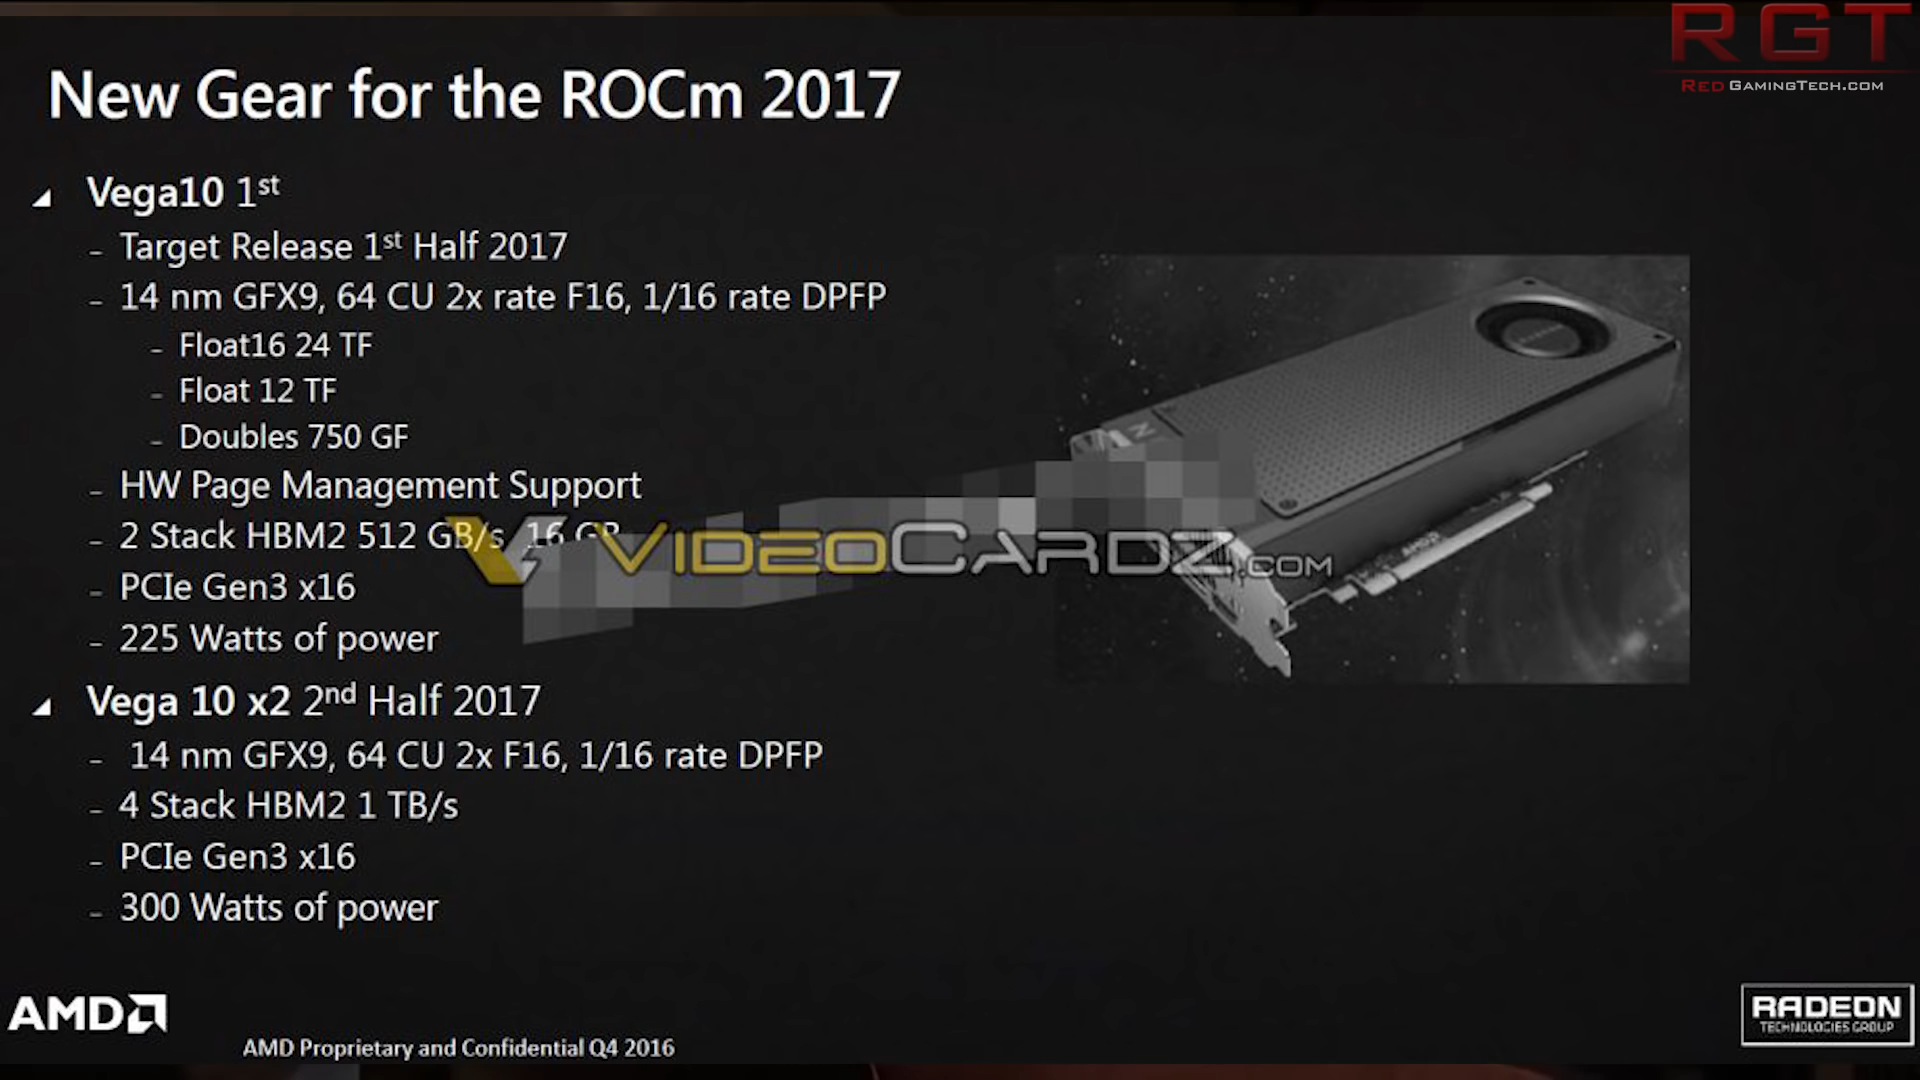 RGT
RedGamingTech.com
New Gear for the ROCm 2017
Vega10 1st
- Target Release 1st Half 2017
- 14 nm GFX9, 64 CU 2x rate F16, 1/16 rate DPFP
- Float16 24 TF
- Float 12 TF
- Doubles 750 GF
- HW Page Management Support
- 2 Stack HBM2 512 GB/s 16 GB
VideoCardz.com
- PCIe Gen3 x16
- 225 Watts of power
Vega 10 x2 2nd Half 2017
- 14 nm GFX9, 64 CU 2x F16, 1/16 rate DPFP
- 4 Stack HBM2 1 TB/s
- PCIe Gen3 x16
- 300 Watts of power
AMD
AMD Proprietary and Confidential Q4 2016
RADEON
TECHNOLOGIES GROUP